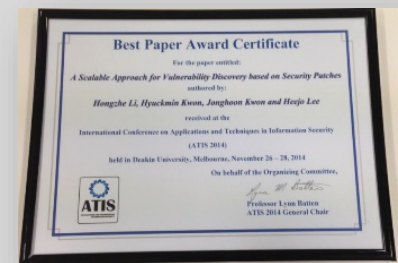 Best Paper Award Certificate
For the paper entitled:
A Scalable Approach for Vulnerability Discovery based on Security Patches
authored by:
Hongzhe Li, Hyuckmin Kwon, Jonghoon Kwon and Heejo Lee
received at the
International Conference on Applications and Techniques in Information Security
(ATIS 2014)
held in Deakin University, Melbourne, November 26 – 28, 2014
On behalf of the Organizing Committee,
Professor Lynn Batten
ATIS 2014 General Chair
ATIS